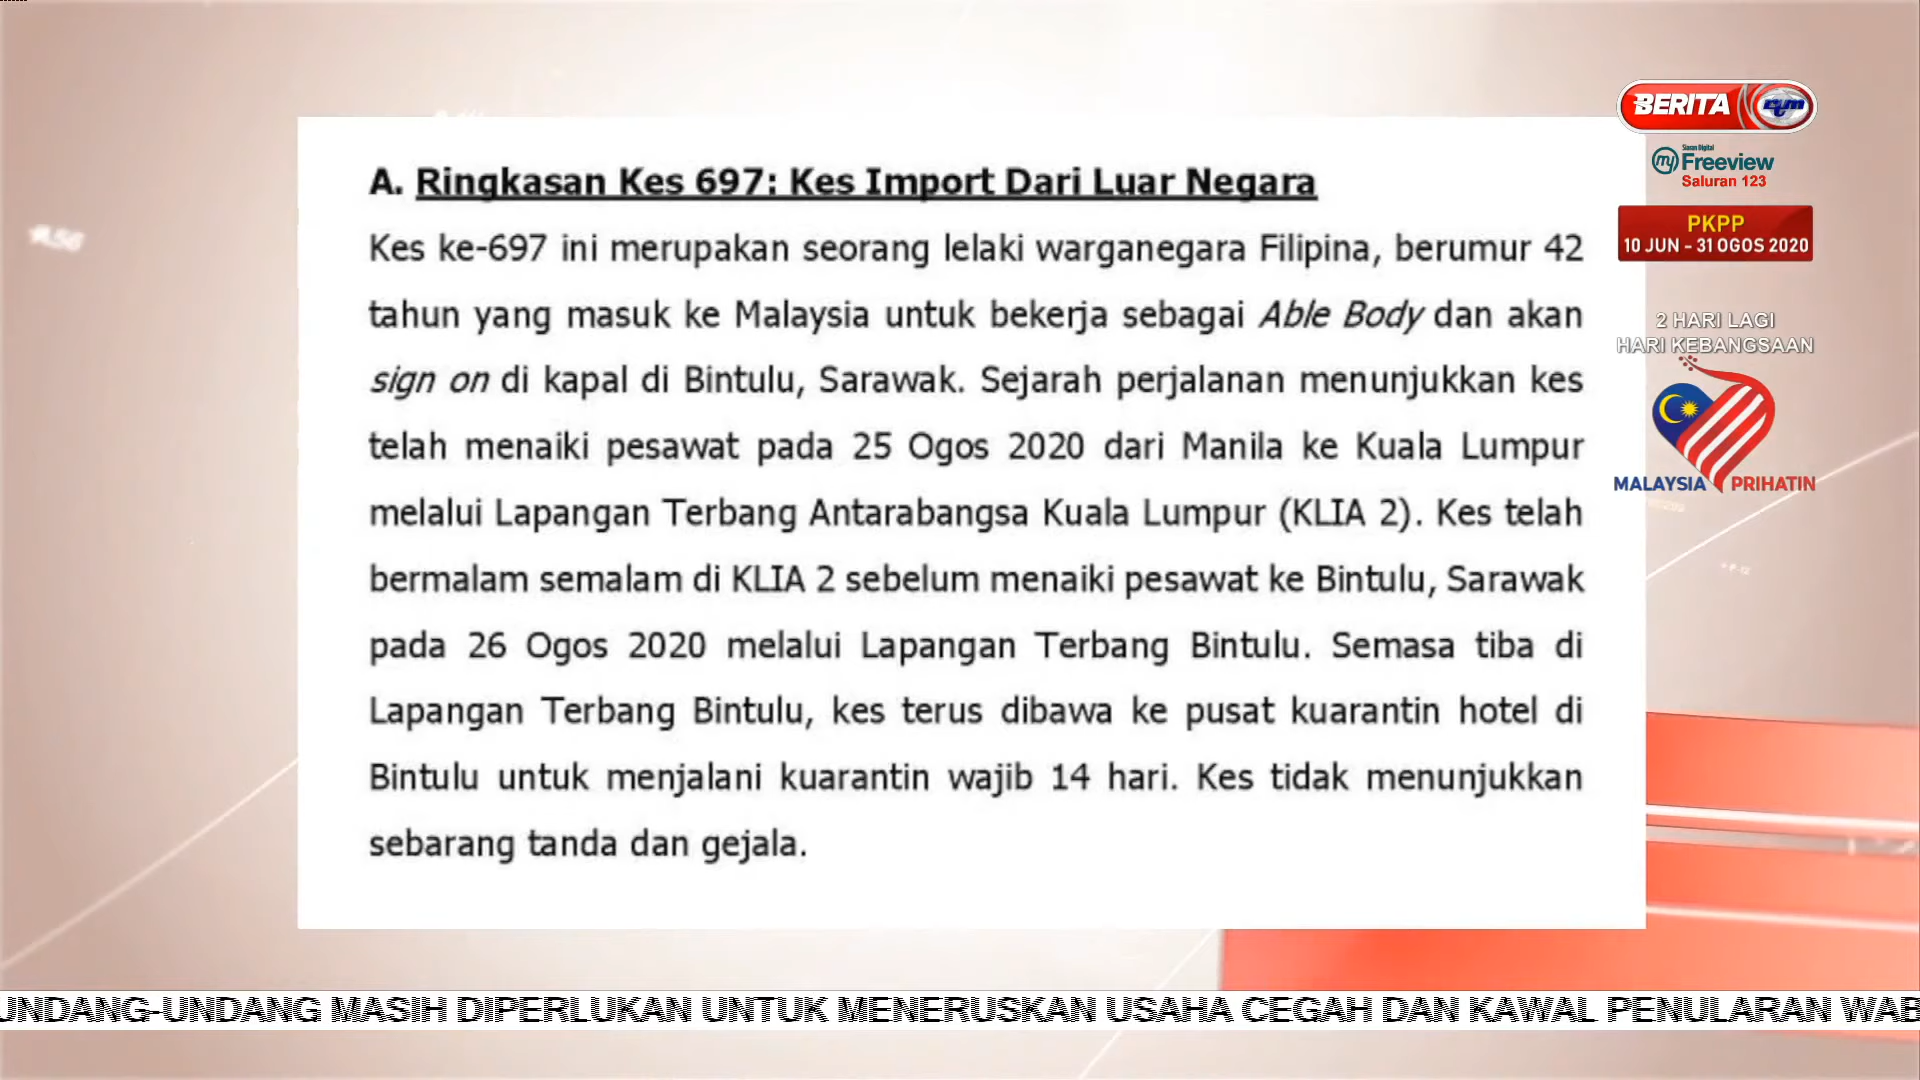 BERITA rtm
Siaran Digital
my Freeview
Saluran 123
PKPP
10 JUN - 31 OGOS 2020
2 HARI LAGI
HARI KEBANGSAAN
MALAYSIA PRIHATIN
A. Ringkasan Kes 697: Kes Import Dari Luar Negara
Kes ke-697 ini merupakan seorang lelaki warganegara Filipina, berumur 42
tahun yang masuk ke Malaysia untuk bekerja sebagai Able Body dan akan
sign on di kapal di Bintulu, Sarawak. Sejarah perjalanan menunjukkan kes
telah menaiki pesawat pada 25 Ogos 2020 dari Manila ke Kuala Lumpur
melalui Lapangan Terbang Antarabangsa Kuala Lumpur (KLIA 2). Kes telah
bermalam semalam di KLIA 2 sebelum menaiki pesawat ke Bintulu, Sarawak
pada 26 Ogos 2020 melalui Lapangan Terbang Bintulu. Semasa tiba di
Lapangan Terbang Bintulu, kes terus dibawa ke pusat kuarantin hotel di
Bintulu untuk menjalani kuarantin wajib 14 hari. Kes tidak menunjukkan
sebarang tanda dan gejala.
UNDANG-UNDANG MASIH DIPERLUKAN UNTUK MENERUSKAN USAHA CEGAH DAN KAWAL PENULARAN WAB